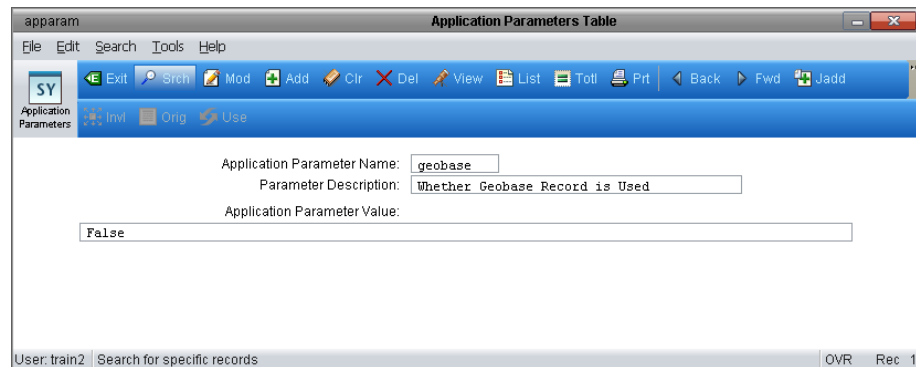 apparam Application Parameters Table
File Edit Search Tools Help
SY
Application
Parameters
Exit Srch Mod Add Clr Del View List Totl Prt Back Fwd Jadd
Invl Orig Use
Application Parameter Name: geobase
Parameter Description: Whether Geobase Record is Used
Application Parameter Value:
False
User: train2 Search for specific records OVR Rec 1